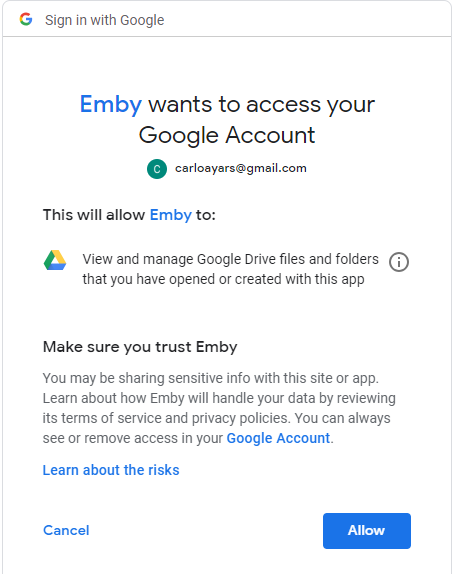 Sign in with Google
Emby wants to access your
Google Account
C carloayars@gmail.com
This will allow Emby to:
View and manage Google Drive files and folders
that you have opened or created with this app
Make sure you trust Emby
You may be sharing sensitive info with this site or app.
Learn about how Emby will handle your data by reviewing
its terms of service and privacy policies. You can always
see or remove access in your Google Account.
Learn about the risks
Cancel Allow